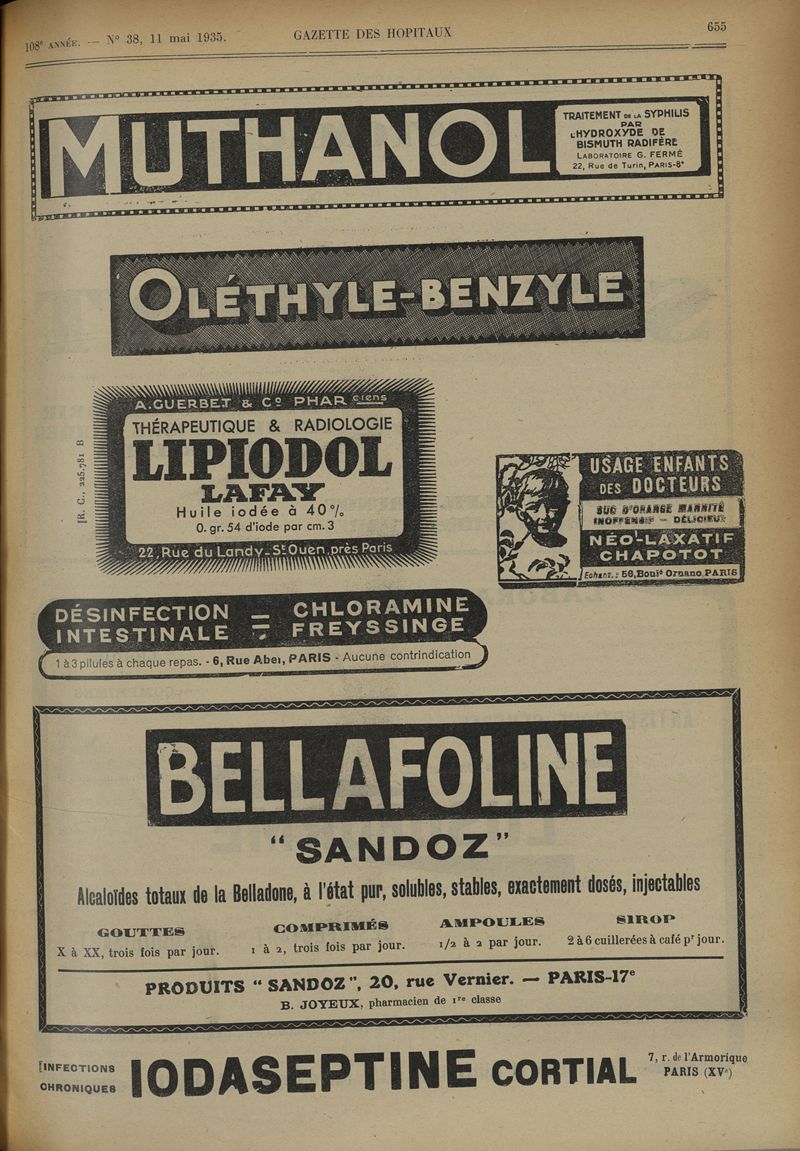 108e ANNÉE. — No 38, 11 mai 1935. GAZETTE DES HOPITAUX 655
MUTHANOL
TRAITEMENT DE LA SYPHILIS
PAR
L'HYDROXYDE DE
BISMUTH RADIFÈRE
LABORATOIRE G. FERMÉ
22, Rue de Turin, PARIS-8e
OLÉTHYLE-BENZYLE
A. GUERBET & Co PHARciens
THÉRAPEUTIQUE & RADIOLOGIE
LIPIODOL
LAFAY
Huile iodée à 40%
0. gr. 54 d'iode par cm. 3
22, Rue du Landy_St Ouen, près Paris
[R. C., 225.781 B
USAGE ENFANTS
DES DOCTEURS
SUC D'ORANGE MANNITÉ
INOFFENSIF - DÉLICIEUX
NÉO-LAXATIF
CHAPOTOT
Echant.: 56, Bould Ornano, PARIS
DÉSINFECTION = CHLORAMINE
INTESTINALE FREYSSINGE
1 à 3 pilules à chaque repas. - 6, Rue Abel, PARIS - Aucune contrindication
BELLAFOLINE
“SANDOZ”
Alcaloïdes totaux de la Belladone, à l'état pur, solubles, stables, exactement dosés, injectables
GOUTTES
X à XX, trois fois par jour.
COMPRIMÉS
1 à 2, trois fois par jour.
AMPOULES
1/2 à 2 par jour.
SIROP
2 à 6 cuillerées à café pr jour.
PRODUITS “SANDOZ”, 20, rue Vernier. — PARIS-17e
B. JOYEUX, pharmacien de 1re classe
[INFECTIONS
CHRONIQUES
IODASEPTINE CORTIAL
7, r. de l'Armorique
PARIS (XVe)